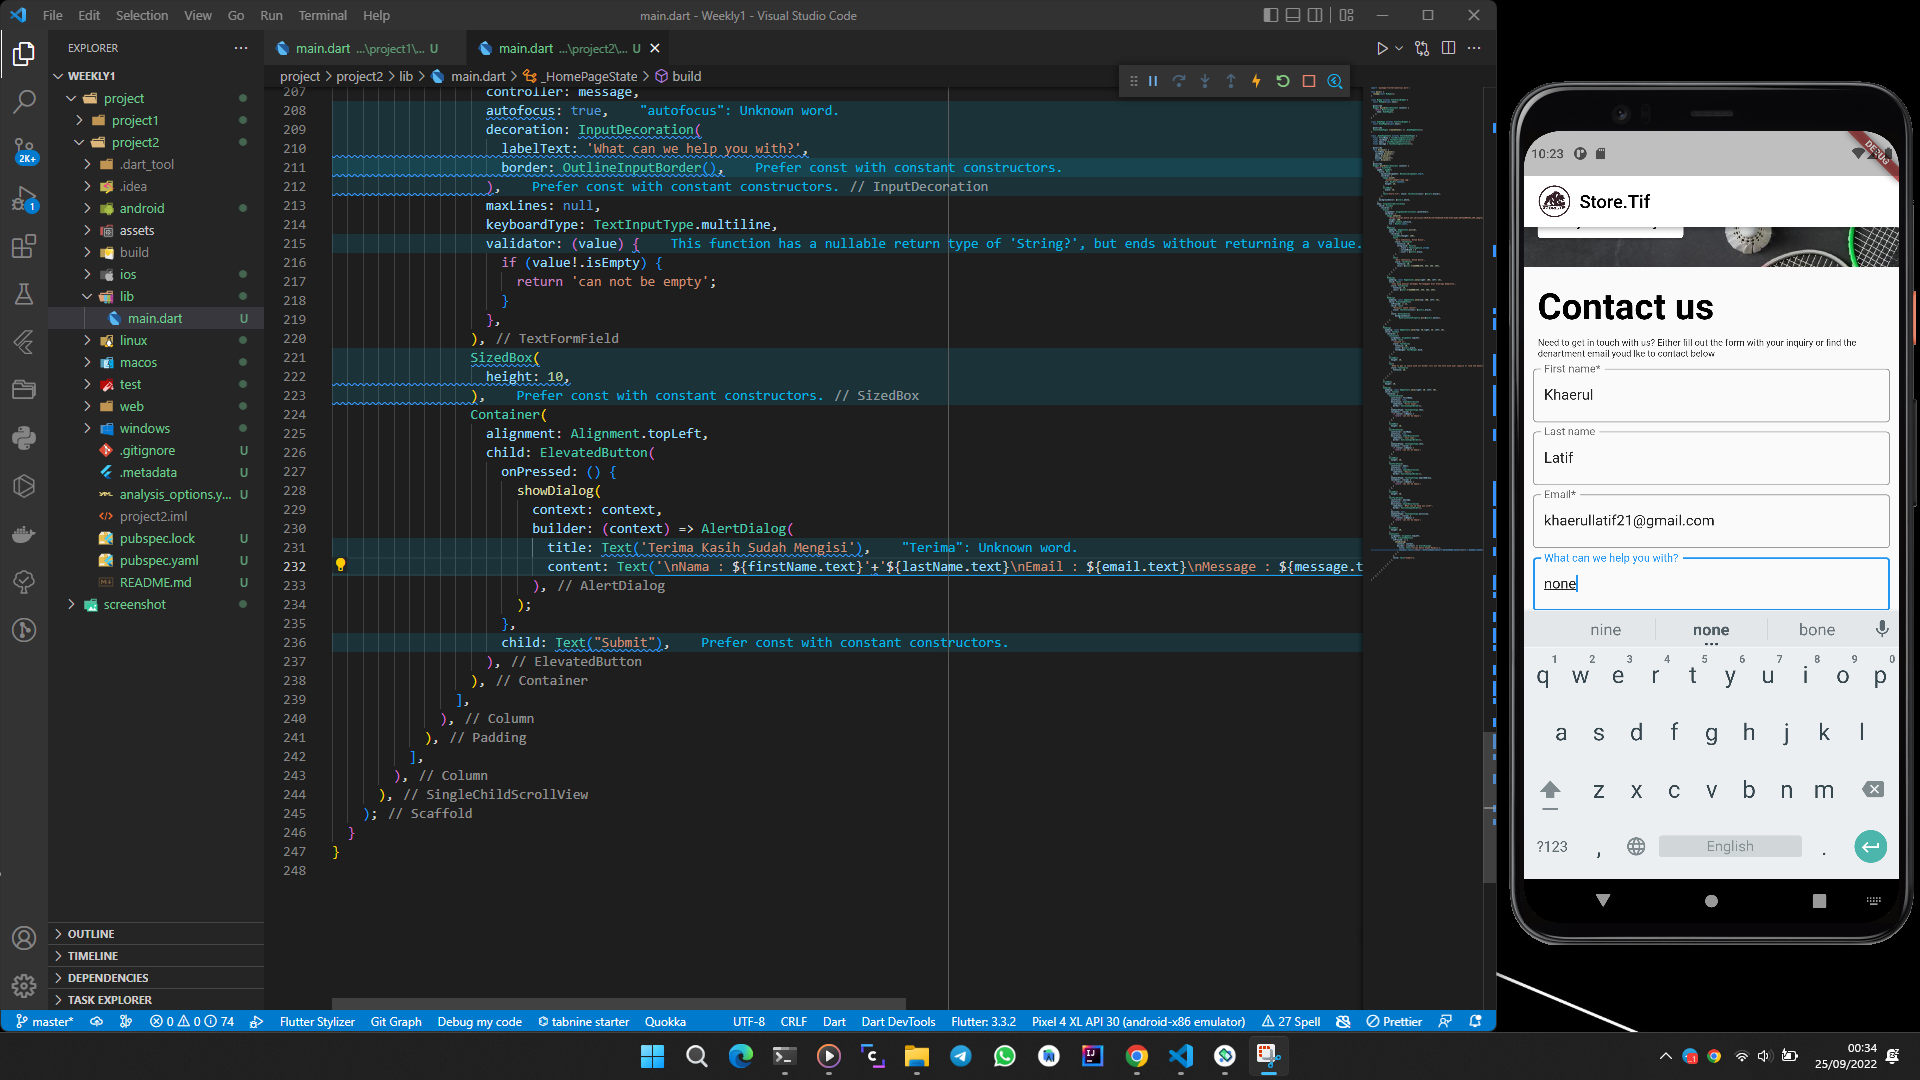 File Edit Selection View Go Run Terminal Help
main.dart - Weekly1 - Visual Studio Code
EXPLORER
WEEKLY1
project
project1
project2
.dart_tool
.idea
android
assets
build
ios
lib
main.dart U
linux
macos
test
web
windows
.gitignore U
.metadata U
analysis_options.y... U
project2.iml
pubspec.lock U
pubspec.yaml U
README.md U
screenshot
OUTLINE
TIMELINE
DEPENDENCIES
TASK EXPLORER
2K+
1
main.dart ...\project1\... U
main.dart ...\project2\... U
project > project2 > lib > main.dart > _HomePageState > build
207 controller: message,
208 autofocus: true, "autofocus": Unknown word.
209 decoration: InputDecoration(
210 labelText: 'What can we help you with?',
211 border: OutlineInputBorder(), Prefer const with constant constructors.
212 ), Prefer const with constant constructors. // InputDecoration
213 maxLines: null,
214 keyboardType: TextInputType.multiline,
215 validator: (value) { This function has a nullable return type of 'String?', but ends without returning a value.
216 if (value!.isEmpty) {
217 return 'can not be empty';
218 }
219 },
220 ), // TextFormField
221 SizedBox(
222 height: 10,
223 ), Prefer const with constant constructors. // SizedBox
224 Container(
225 alignment: Alignment.topLeft,
226 child: ElevatedButton(
227 onPressed: () {
228 showDialog(
229 context: context,
230 builder: (context) => AlertDialog(
231 title: Text('Terima Kasih Sudah Mengisi'), "Terima": Unknown word.
232 content: Text('\nNama : ${firstName.text}'+'${lastName.text}\nEmail : ${email.text}\nMessage : ${message.t
233 ), // AlertDialog
234 );
235 },
236 child: Text("Submit"), Prefer const with constant constructors.
237 ), // ElevatedButton
238 ), // Container
239 ],
240 ), // Column
241 ), // Padding
242 ],
243 ), // Column
244 ), // SingleChildScrollView
245 ); // Scaffold
246 }
247 }
248
master* 0 0 74 Flutter Stylizer Git Graph Debug my code tabnine starter Quokka UTF-8 CRLF Dart Dart DevTools Flutter: 3.3.2 Pixel 4 XL API 30 (android-x86 emulator) 27 Spell Prettier
10:23
DEBUG
Store.Tif
Contact us
Need to get in touch with us? Either fill out the form with your inquiry or find the
denartment email youd lke to contact below
First name*
Khaerul
Last name
Latif
Email*
khaerullatif21@gmail.com
What can we help you with?
none
nine none bone
1 2 3 4 5 6 7 8 9 0
q w e r t y u i o p
a s d f g h j k l
z x c v b n m
?123 , English .
00:34
25/09/2022